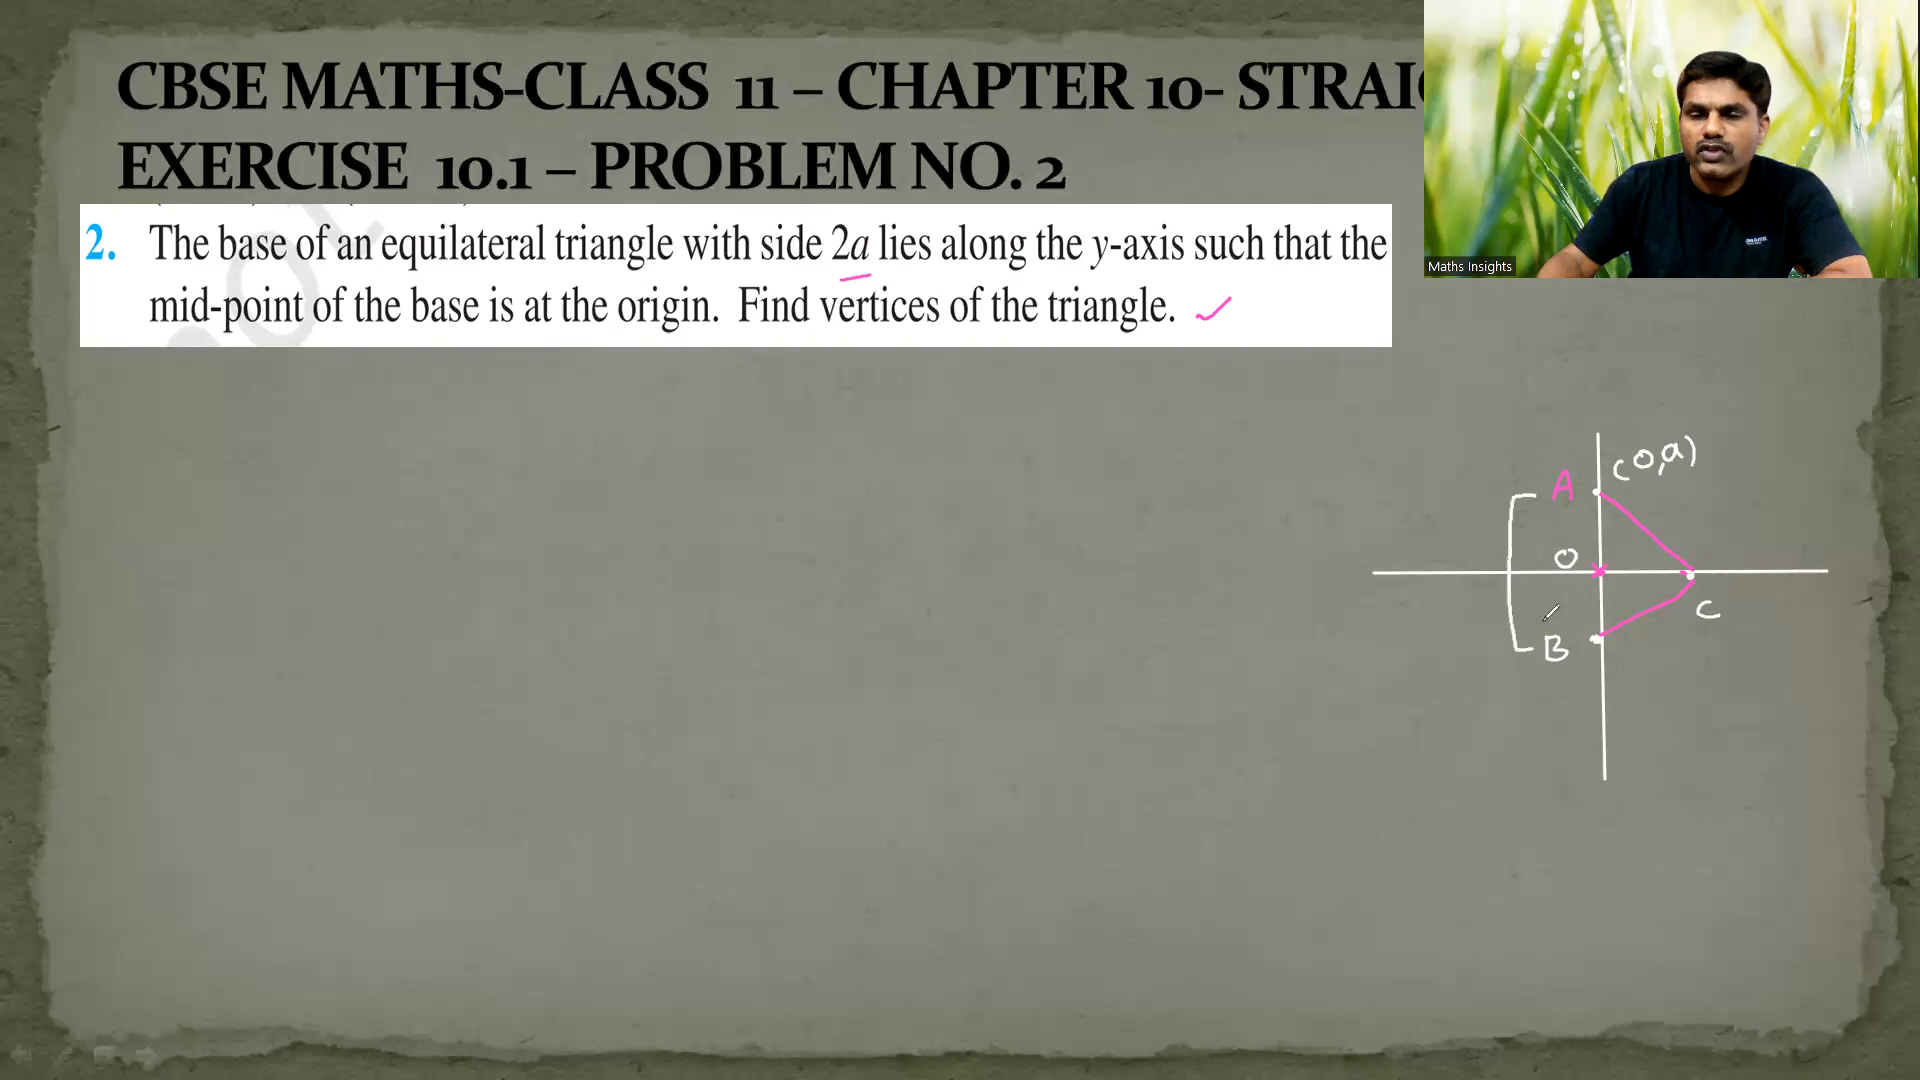 CBSE MATHS-CLASS 11 – CHAPTER 10- STRAI
EXERCISE 10.1 – PROBLEM NO. 2
2. The base of an equilateral triangle with side 2a lies along the y-axis such that the
mid-point of the base is at the origin. Find vertices of the triangle.
Maths Insights
(0,a)
A
O
C
B